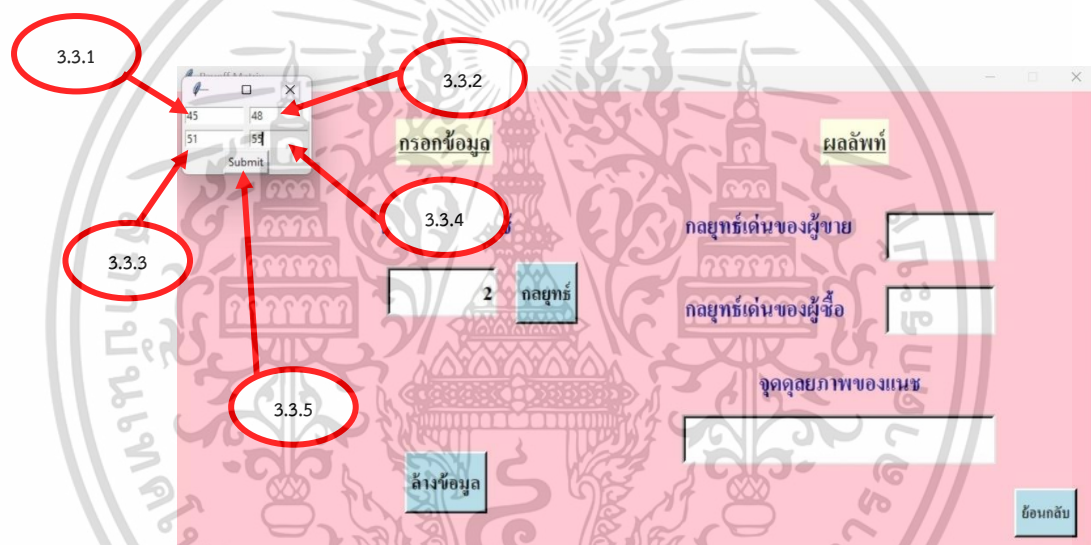 3.3.1
3.3.2
45 48
51 55
Submit
กรอกข้อมูล
ผลลัพท์
3.3.4
3.3.3
กลยุทธ์เด่นของผู้ขาย
2
กลยุทธ์
กลยุทธ์เด่นของผู้ซื้อ
จุดดุลยภาพของแนช
3.3.5
ล้างข้อมูล
ย้อนกลับ